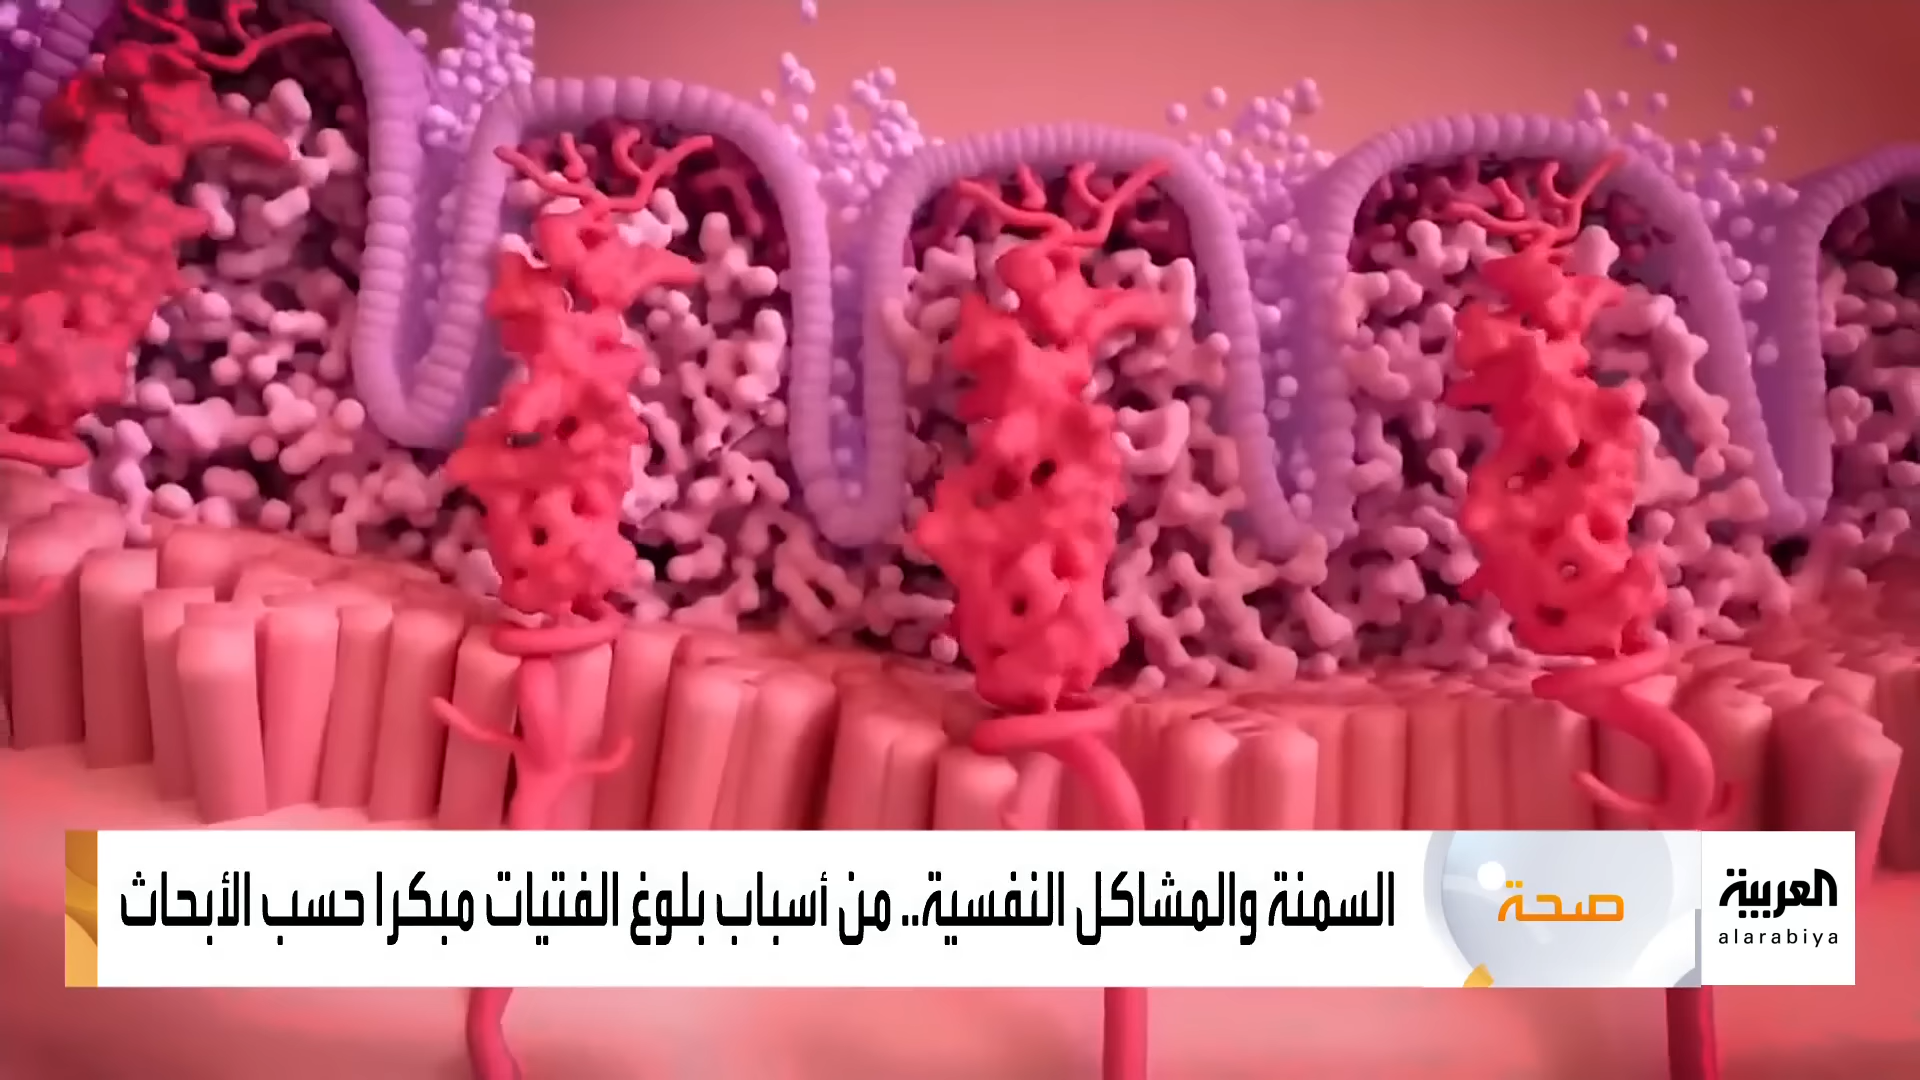 العربية
alarabiya
صحة
السمنة والمشاكل النفسية.. من أسباب بلوغ الفتيات مبكرا حسب الأبحاث